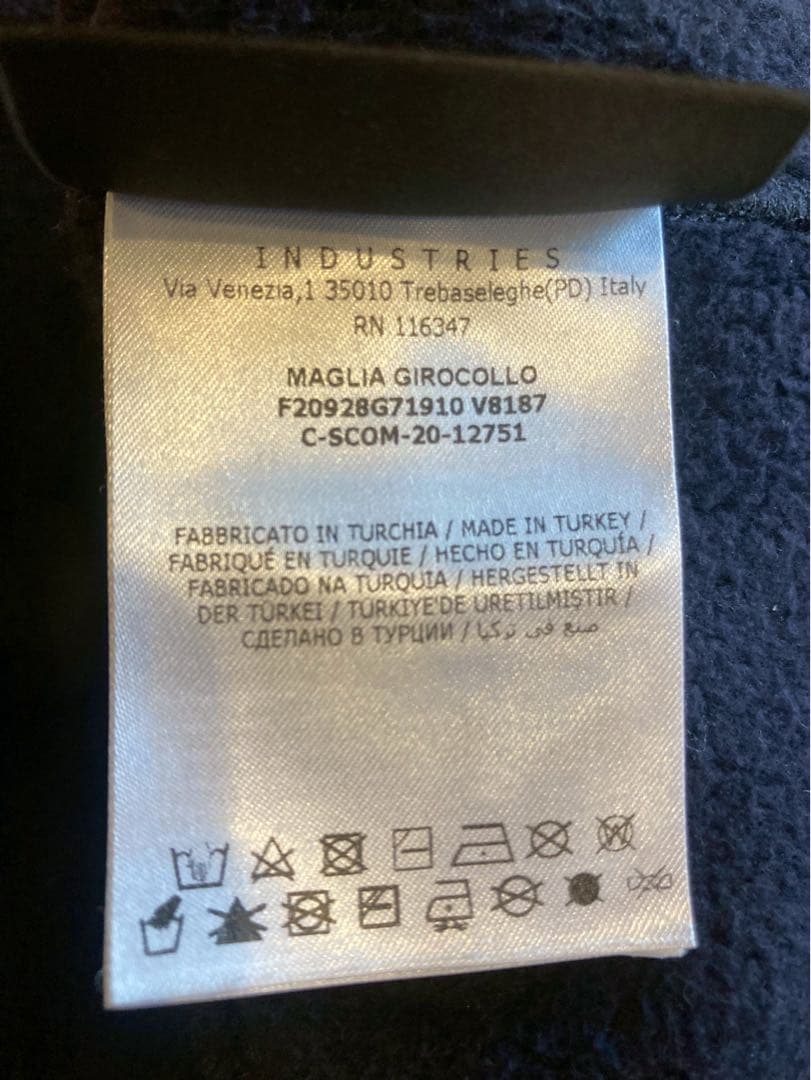 INDUSTRIES
Via Venezia,1 35010 Trebaseleghe(PD) Italy
RN 116347
MAGLIA GIROCOLLO
F20928G71910 V8187
C-SCOM-20-12751
FABBRICATO IN TURCHIA / MADE IN TURKEY /
FABRIQUÉ EN TURQUIE / HECHO EN TURQUÍA /
FABRICADO NA TURQUIA / HERGESTELLT IN
DER TÜRKEI / TÜRKIYE'DE ÜRETILMIŞTIR /
СДЕЛАНО В ТУРЦИИ / صنع في تركيا